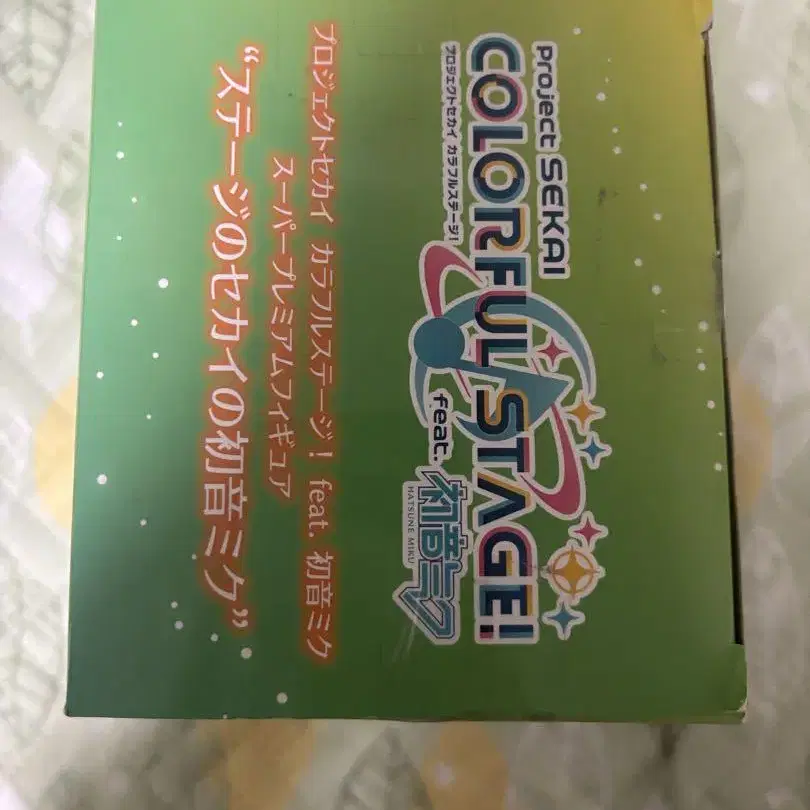 Project SEKAI
COLORFUL STAGE!
プロジェクトセカイ カラフルステージ!
feat. 初音ミク
HATSUNE MIKU
プロジェクトセカイ カラフルステージ! feat. 初音ミク
スーパープレミアムフィギュア
“ステージのセカイの初音ミク”